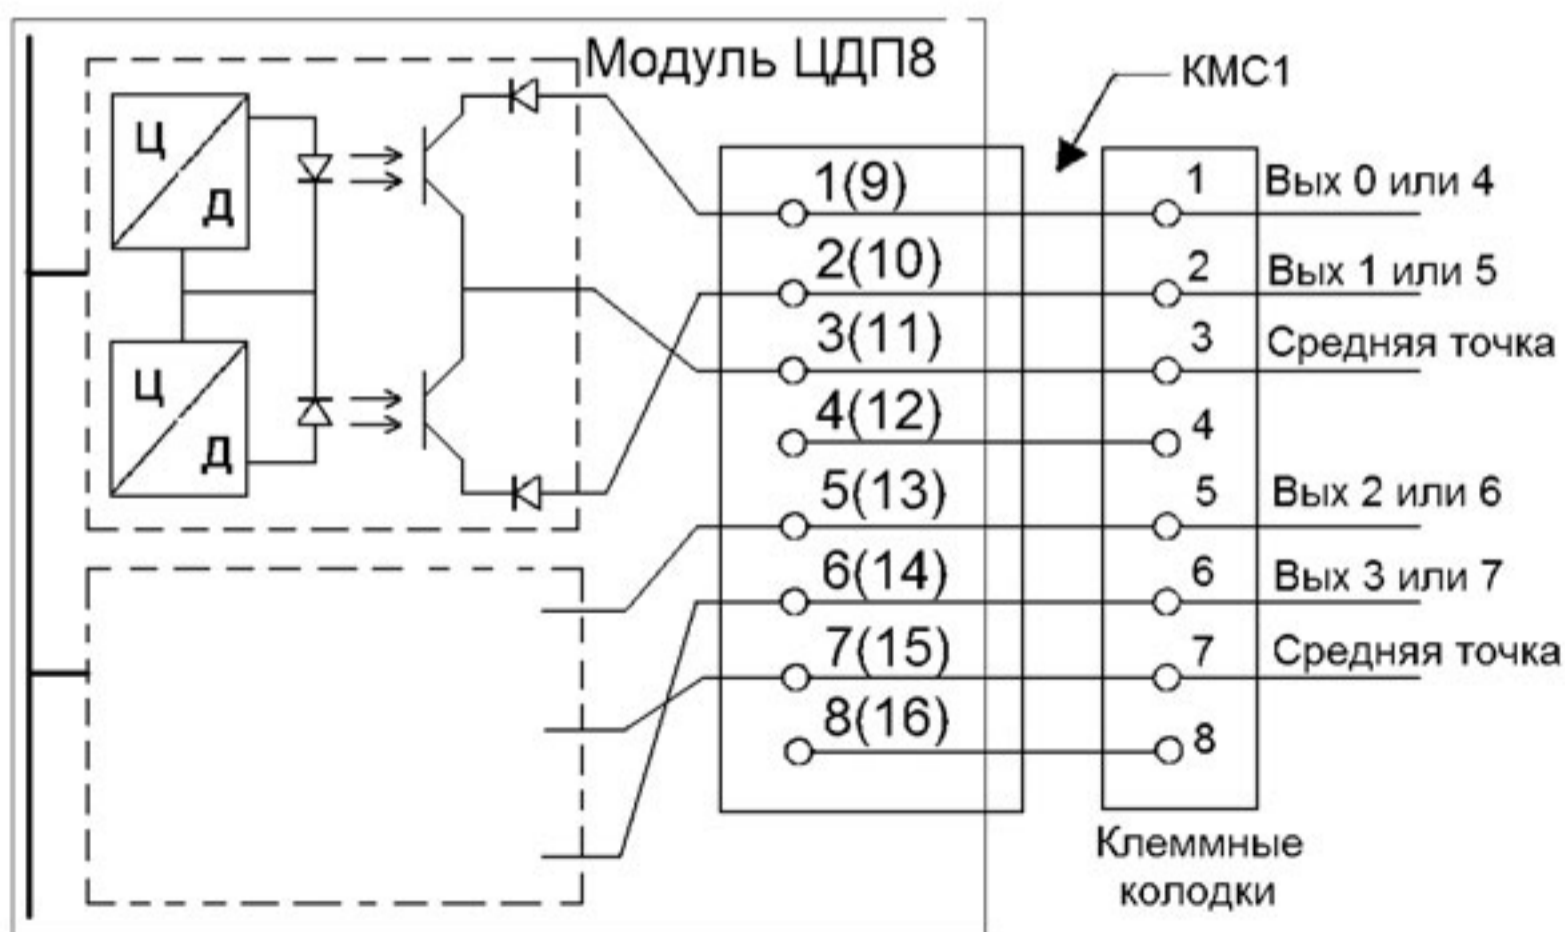 Модуль ЦДП8
КМС1
Ц
Д
Ц
Д
1(9)
1
Вых 0 или 4
2(10)
2
Вых 1 или 5
3(11)
3
Средняя точка
4(12)
4
5(13)
5
Вых 2 или 6
6(14)
6
Вых 3 или 7
7(15)
7
Средняя точка
8(16)
8
Клеммные
колодки